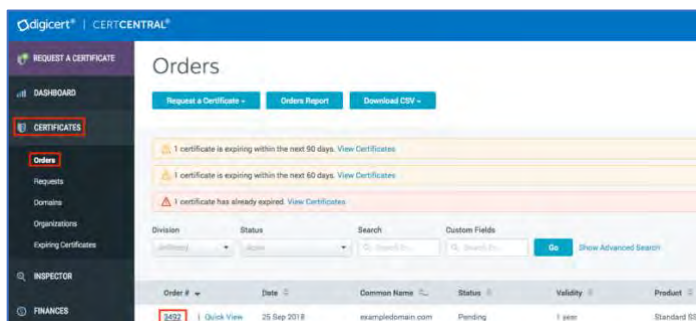 digicert® | CERTCENTRAL®
REQUEST A CERTIFICATE
DASHBOARD
CERTIFICATES
Orders
Requests
Domains
Organizations
Expiring Certificates
INSPECTOR
FINANCES
Orders
Request a Certificate
Orders Report
Download CSV
1 certificate is expiring within the next 90 days. View Certificates
1 certificate is expiring within the next 60 days. View Certificates
1 certificate has already expired. View Certificates
Division Status Search Custom Fields
Go Show Advanced Search
Order # Date Common Name Status Validity Product
3492 Quick View 25 Sep 2018 exampledomain.com Pending 1 year Standard